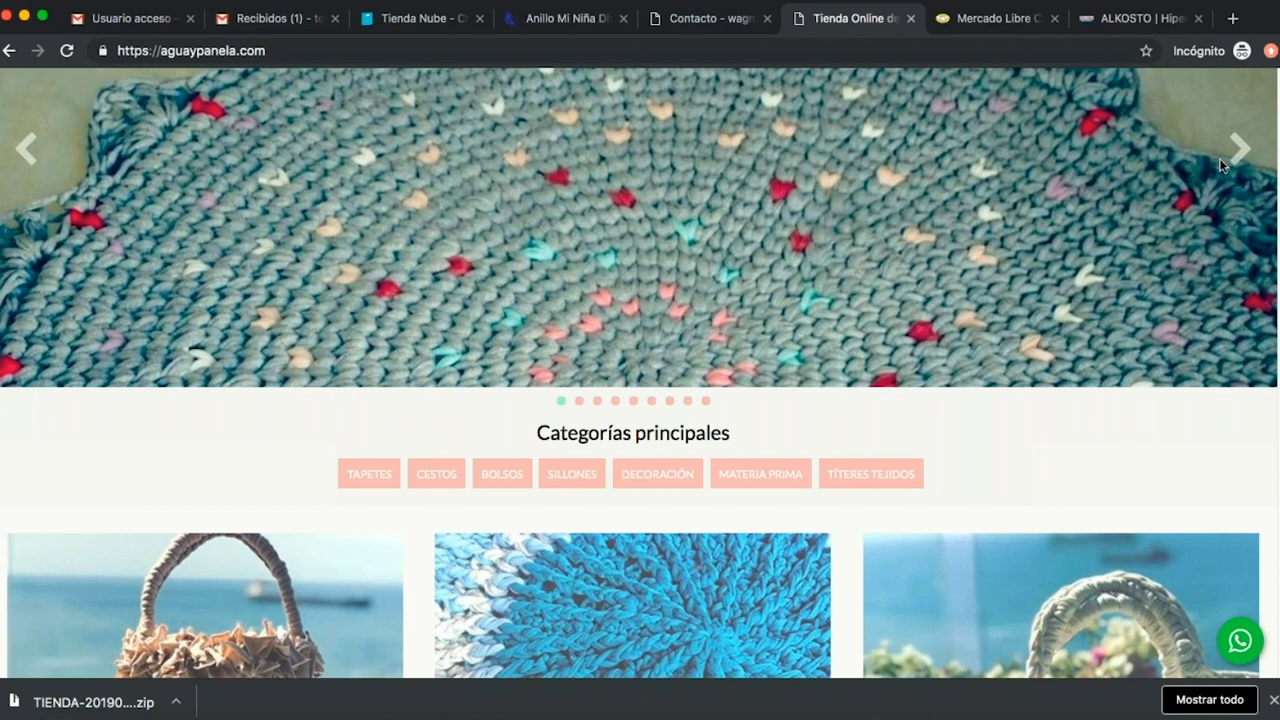 Usuario acceso
Recibidos (1) - to
Tienda Nube - C
Anillo Mi Niña Di
Contacto - wagn
Tienda Online de
Mercado Libre C
ALKOSTO | Hipe
https://aguaypanela.com
Incógnito
Categorías principales
TAPETES
CESTOS
BOLSOS
SILLONES
DECORACIÓN
MATERIA PRIMA
TÍTERES TEJIDOS
TIENDA-20190....zip
Mostrar todo